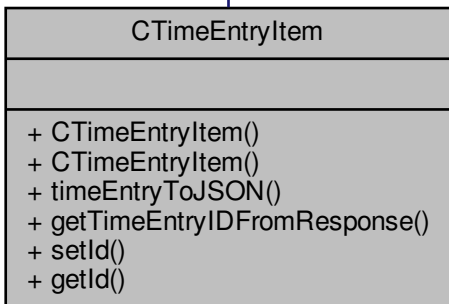 CTimeEntryItem
+ CTimeEntryItem()
+ CTimeEntryItem()
+ timeEntryToJSON()
+ getTimeEntryIDFromResponse()
+ setId()
+ getId()